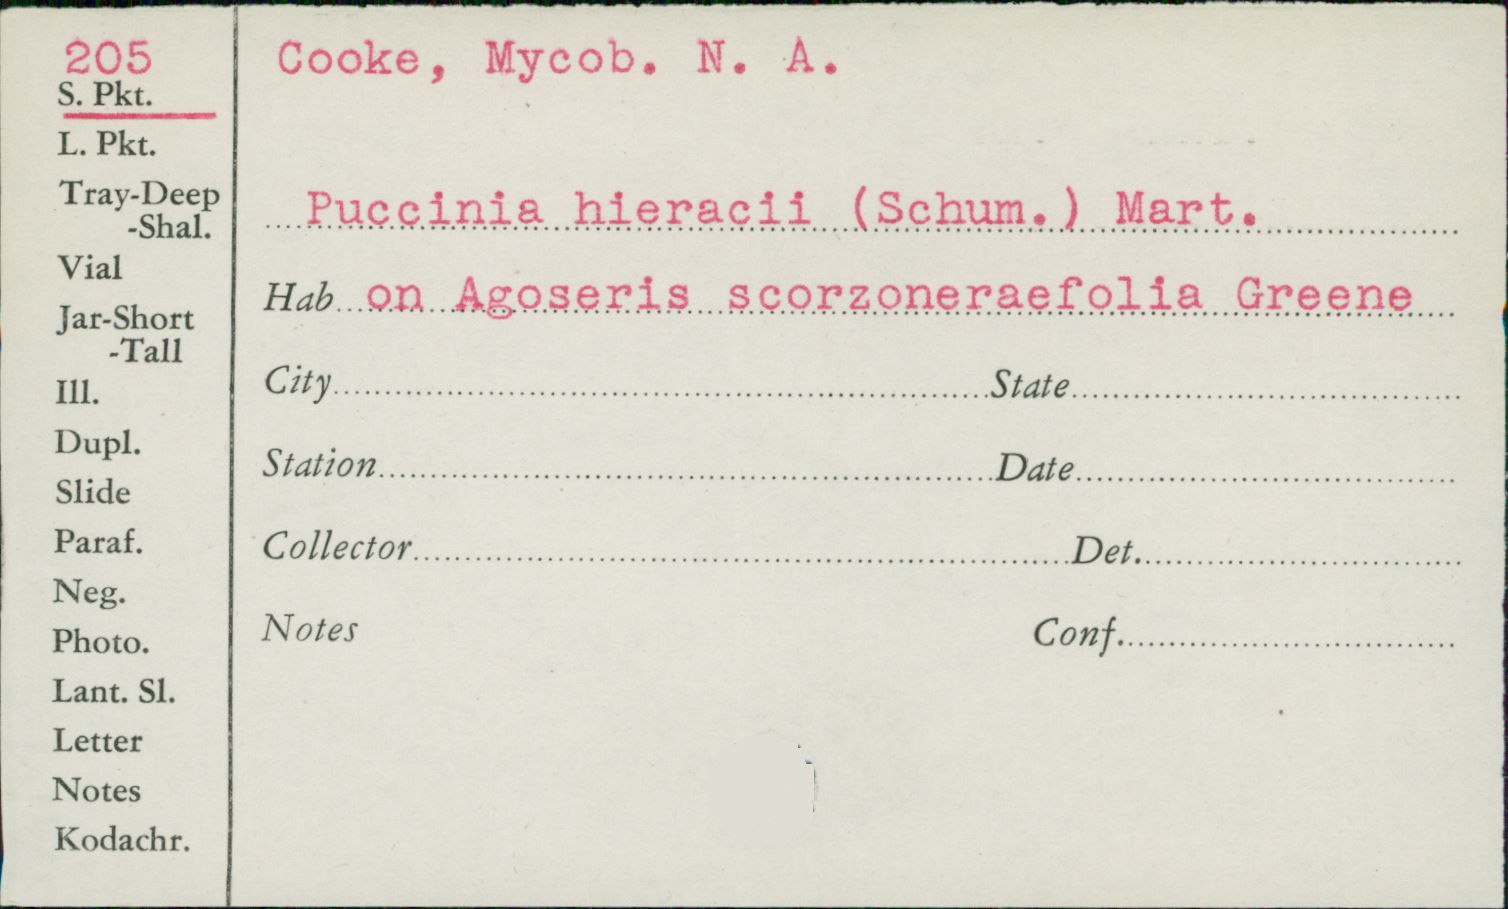 205
S. Pkt.
L. Pkt.
Tray-Deep
-Shal.
Vial
Jar-Short
-Tall
Ill.
Dupl.
Slide
Paraf.
Neg.
Photo.
Lant. Sl.
Letter
Notes
Kodachr.
Cooke, Mycob. N. A.
Puccinia hieracii (Schum.) Mart.
Hab on Agoseris scorzoneraefolia Greene
City State
Station Date
Collector Det.
Notes Conf.